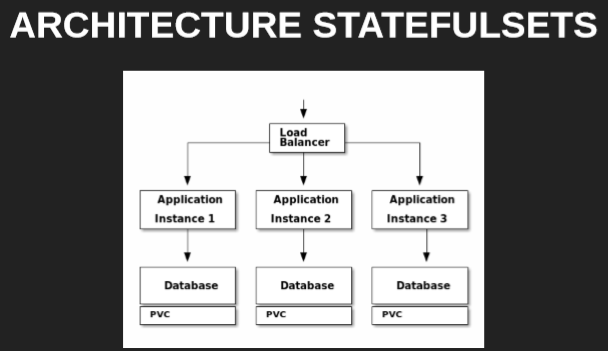 ARCHITECTURE STATEFULSETS
Load
Balancer
Application
Instance 1
Application
Instance 2
Application
Instance 3
Database
PVC
Database
PVC
Database
PVC